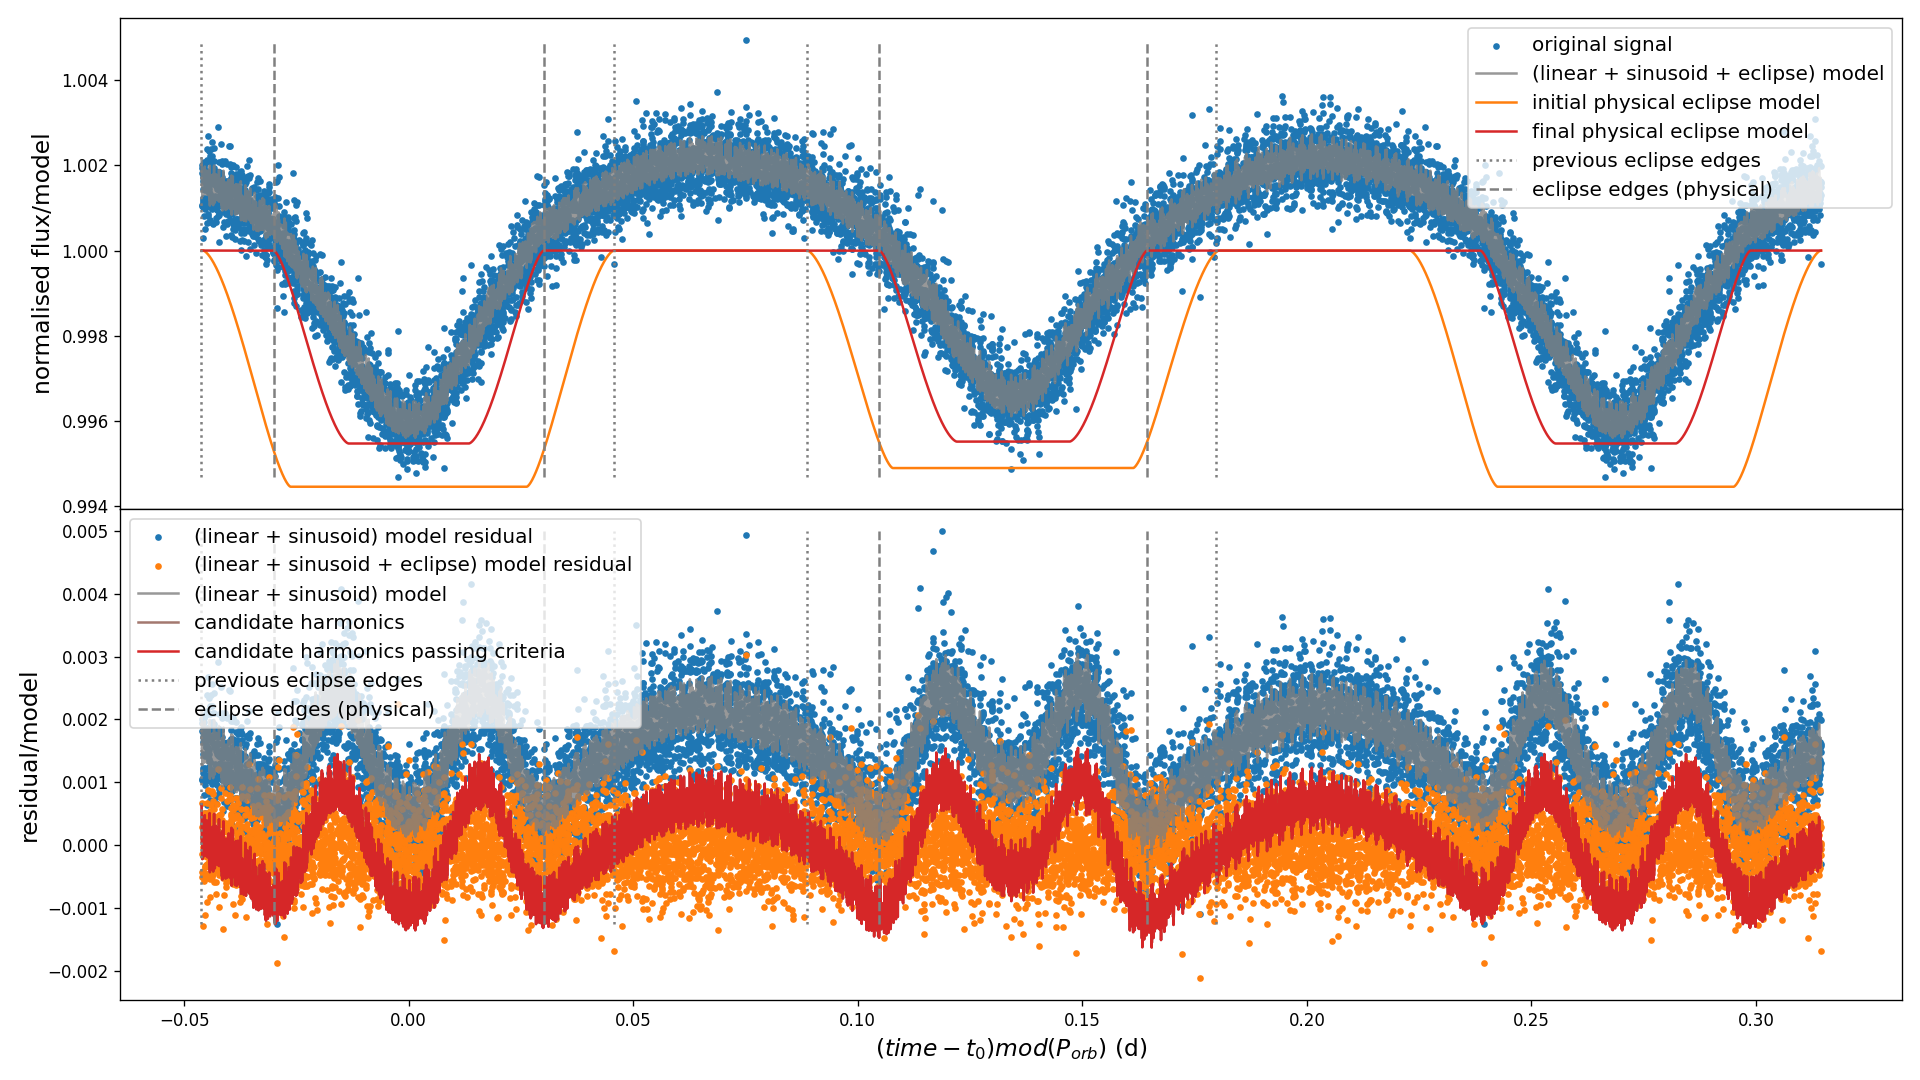 normalised flux/model
1.004
1.002
1.000
0.998
0.996
0.994
original signal
(linear + sinusoid + eclipse) model
initial physical eclipse model
final physical eclipse model
previous eclipse edges
eclipse edges (physical)
residual/model
0.005
0.004
0.003
0.002
0.001
0.000
−0.001
−0.002
(linear + sinusoid) model residual
(linear + sinusoid + eclipse) model residual
(linear + sinusoid) model
candidate harmonics
candidate harmonics passing criteria
previous eclipse edges
eclipse edges (physical)
−0.05 0.00 0.05 0.10 0.15 0.20 0.25 0.30
(time − t₀)mod(P_{orb}) (d)